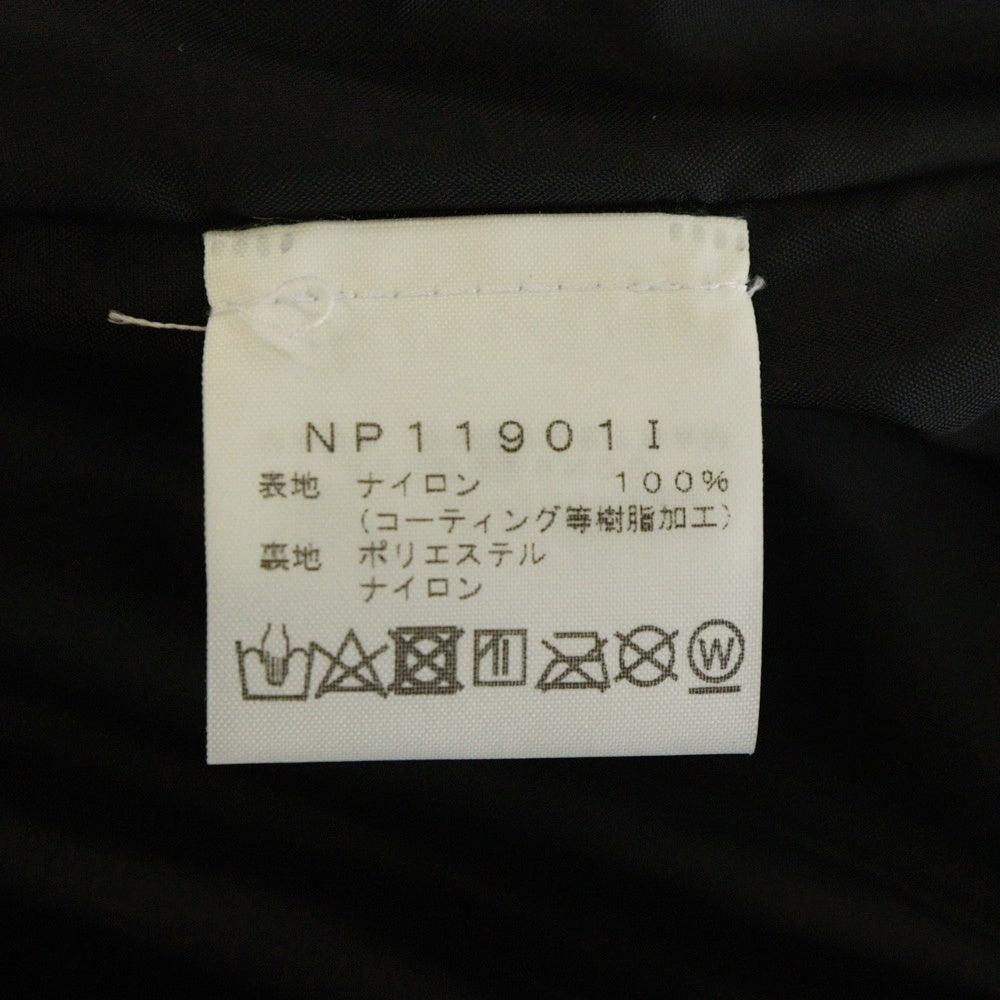 NP11901I
表地 ナイロン 100%
(コーティング等樹脂加工)
裏地 ポリエステル
ナイロン
W